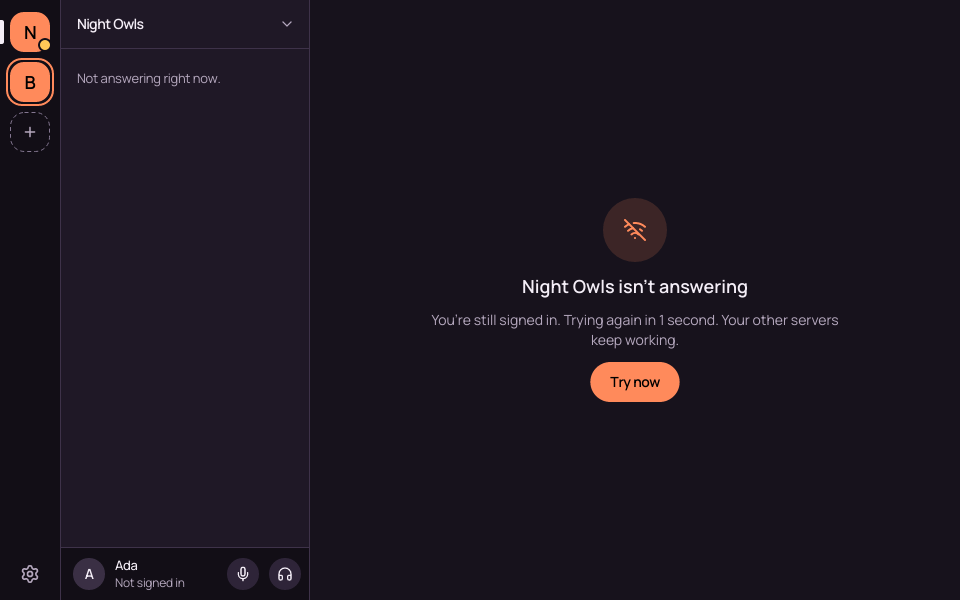 N
B
Night Owls
Not answering right now.
Night Owls isn't answering
You're still signed in. Trying again in 1 second. Your other servers
keep working.
Try now
A
Ada
Not signed in